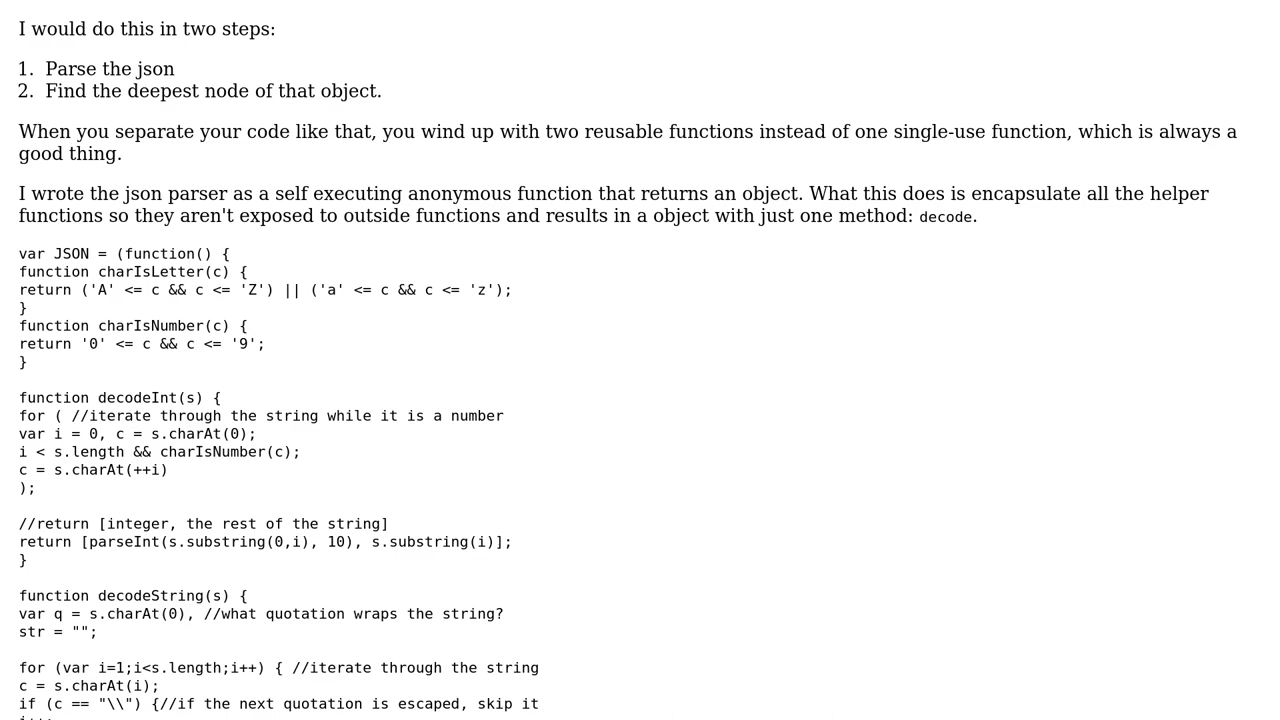 I would do this in two steps:
1. Parse the json
2. Find the deepest node of that object.
When you separate your code like that, you wind up with two reusable functions instead of one single-use function, which is always a
good thing.
I wrote the json parser as a self executing anonymous function that returns an object. What this does is encapsulate all the helper
functions so they aren't exposed to outside functions and results in a object with just one method: decode.
var JSON = (function() {
function charIsLetter(c) {
return ('A' <= c && c <= 'Z') || ('a' <= c && c <= 'z');
}
function charIsNumber(c) {
return '0' <= c && c <= '9';
}
function decodeInt(s) {
for ( //iterate through the string while it is a number
var i = 0, c = s.charAt(0);
i < s.length && charIsNumber(c);
c = s.charAt(++i)
);
//return [integer, the rest of the string]
return [parseInt(s.substring(0,i), 10), s.substring(i)];
}
function decodeString(s) {
var q = s.charAt(0), //what quotation wraps the string?
str = "";
for (var i=1;i<s.length;i++) { //iterate through the string
c = s.charAt(i);
if (c == "\\") {//if the next quotation is escaped, skip it